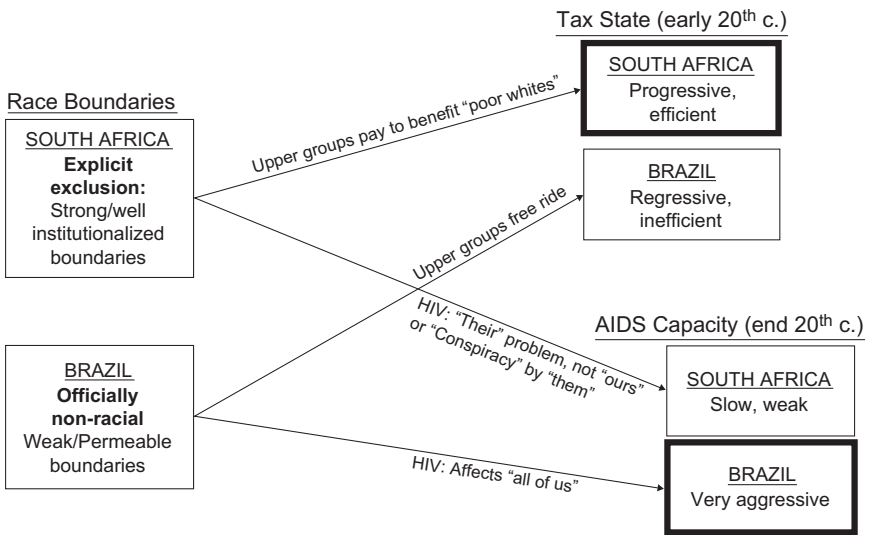 Tax State (early 20th c.)
SOUTH AFRICA
Progressive,
efficient
Race Boundaries
SOUTH AFRICA
Explicit
exclusion:
Strong/well
institutionalized
boundaries
Upper groups pay to benefit “poor whites”
BRAZIL
Regressive,
inefficient
Upper groups free ride
HIV: “Their” problem, not “ours”
or “Conspiracy” by “them”
AIDS Capacity (end 20th c.)
SOUTH AFRICA
Slow, weak
BRAZIL
Officially
non-racial
Weak/Permeable
boundaries
HIV: Affects “all of us”
BRAZIL
Very aggressive